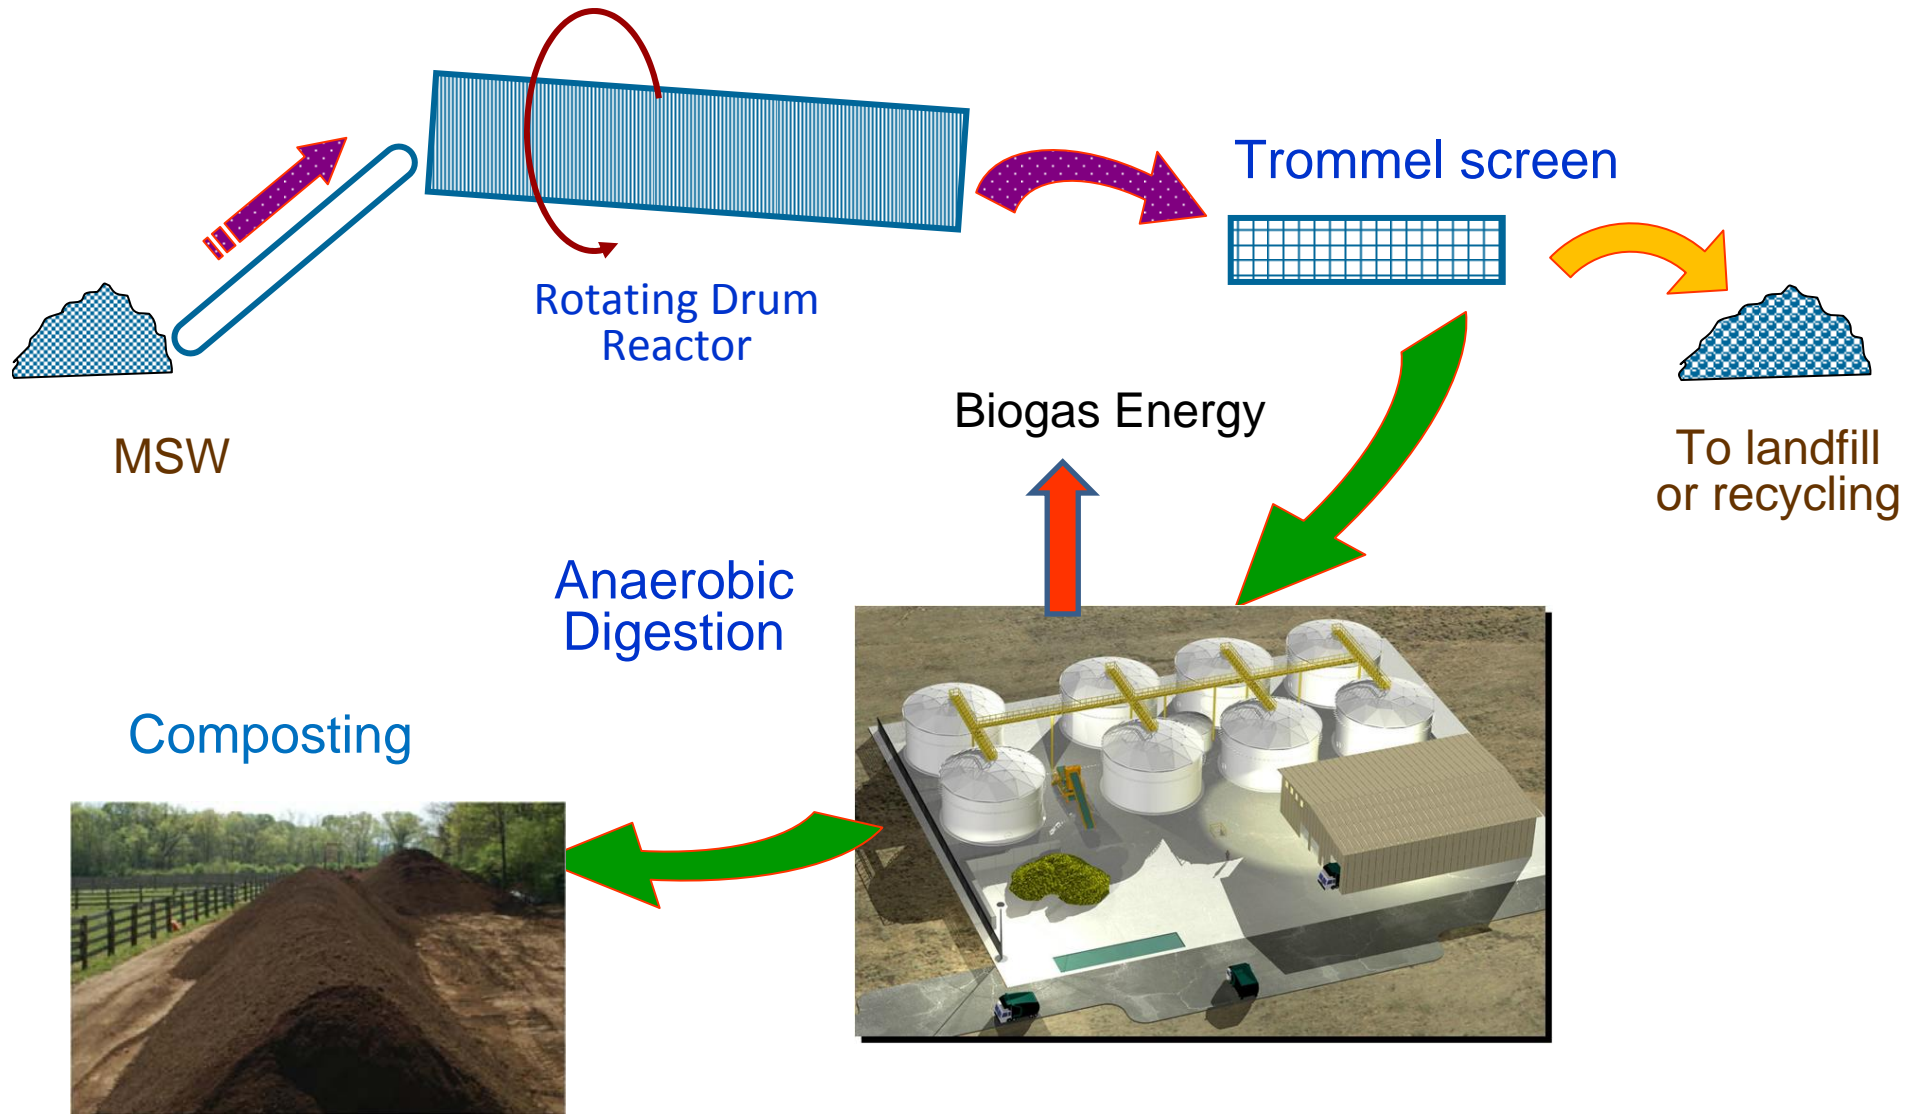 Trommel screen
Rotating Drum
Reactor
MSW
Biogas Energy
To landfill
or recycling
Anaerobic
Digestion
Composting